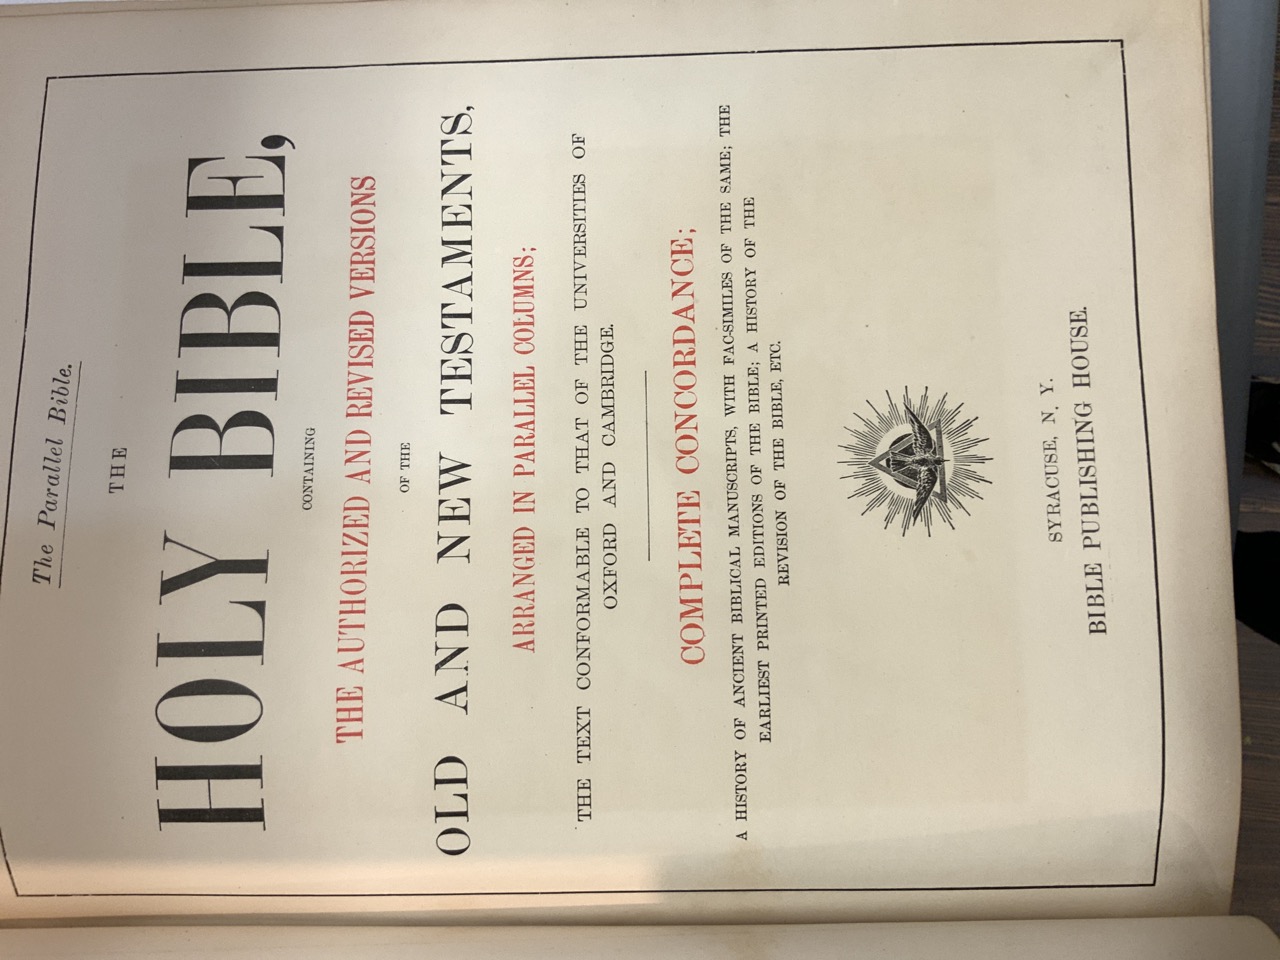 The Parallel Bible.
THE
HOLY BIBLE,
CONTAINING
THE AUTHORIZED AND REVISED VERSIONS
OF THE
OLD AND NEW TESTAMENTS,
ARRANGED IN PARALLEL COLUMNS;
THE TEXT CONFORMABLE TO THAT OF THE UNIVERSITIES OF
OXFORD AND CAMBRIDGE.
COMPLETE CONCORDANCE;
A HISTORY OF ANCIENT BIBLICAL MANUSCRIPTS, WITH FAC-SIMILES OF THE SAME; THE
EARLIEST PRINTED EDITIONS OF THE BIBLE; A HISTORY OF THE
REVISION OF THE BIBLE, ETC.
SYRACUSE, N. Y.
BIBLE PUBLISHING HOUSE.